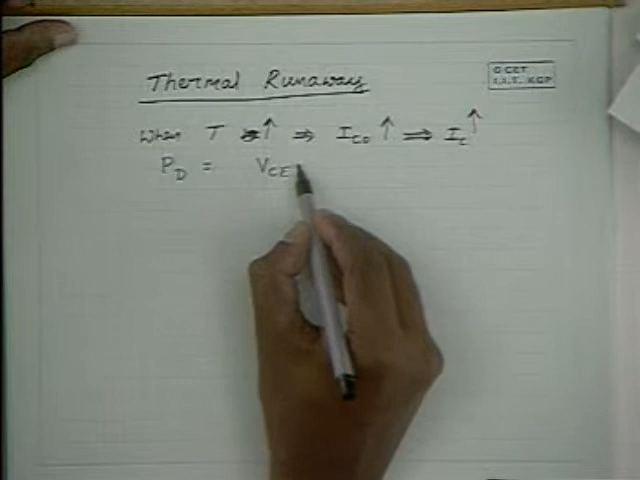 Thermal Runaway
© CET
I.I.T. KGP
When T ↑ ⇒ I_CO ↑ ⇒ I_C ↑
P_D = V_CE